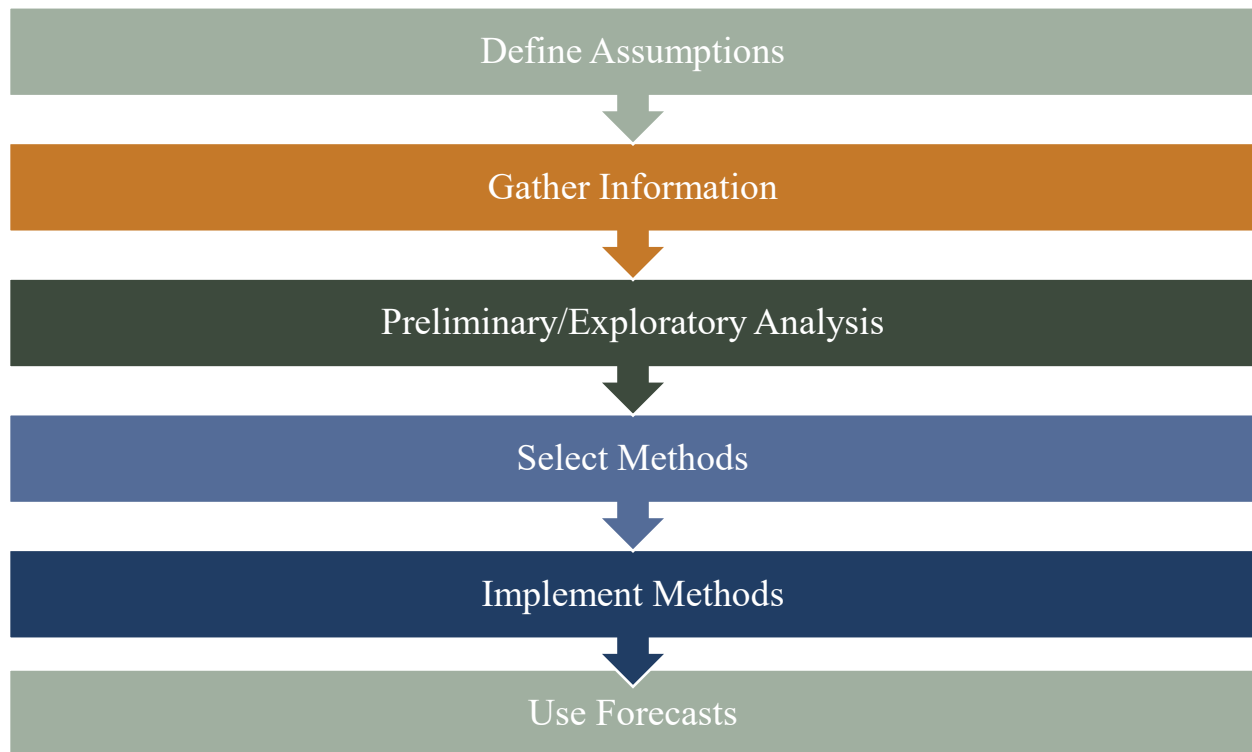 Define Assumptions
Gather Information
Preliminary/Exploratory Analysis
Select Methods
Implement Methods
Use Forecasts